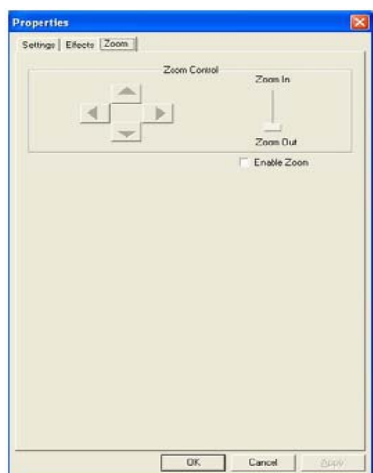 Properties
Settings Effects Zoom
Zoom Control
Zoom In
Zoom Out
Enable Zoom
OK Cancel Apply